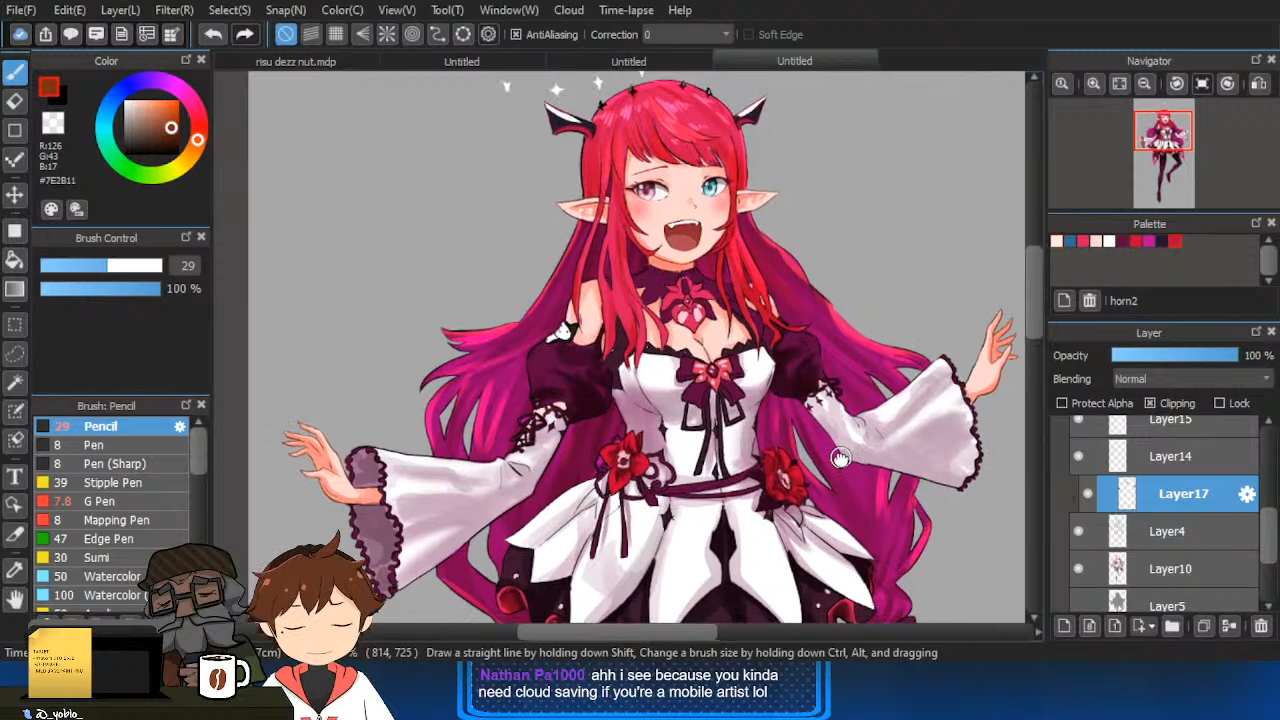 File(F) Edit(E) Layer(L) Filter(R) Select(S) Snap(N) Color(C) View(V) Tool(T) Window(W) Cloud Time-lapse Help
AntiAliasing Correction 0 Soft Edge
Color
risu dezz nut.mdp Untitled Untitled Untitled
Navigator
R:126
G:43
B:17
#7E2B11
Brush Control
29
100 %
Palette
horn2
Layer
Opacity 100 %
Blending Normal
Protect Alpha Clipping Lock
Layer15
Layer14
Layer17
Layer4
Layer10
Layer5
Brush: Pencil
29 Pencil
8 Pen
8 Pen (Sharp)
39 Stipple Pen
7.8 G Pen
8 Mapping Pen
47 Edge Pen
30 Sumi
50 Watercolor
100 Watercolor
( 814, 725 ) Draw a straight line by holding down Shift, Change a brush size by holding down Ctrl, Alt, and dragging
Nathan Pa1000 ahh i see because you kinda
need cloud saving if you're a mobile artist lol